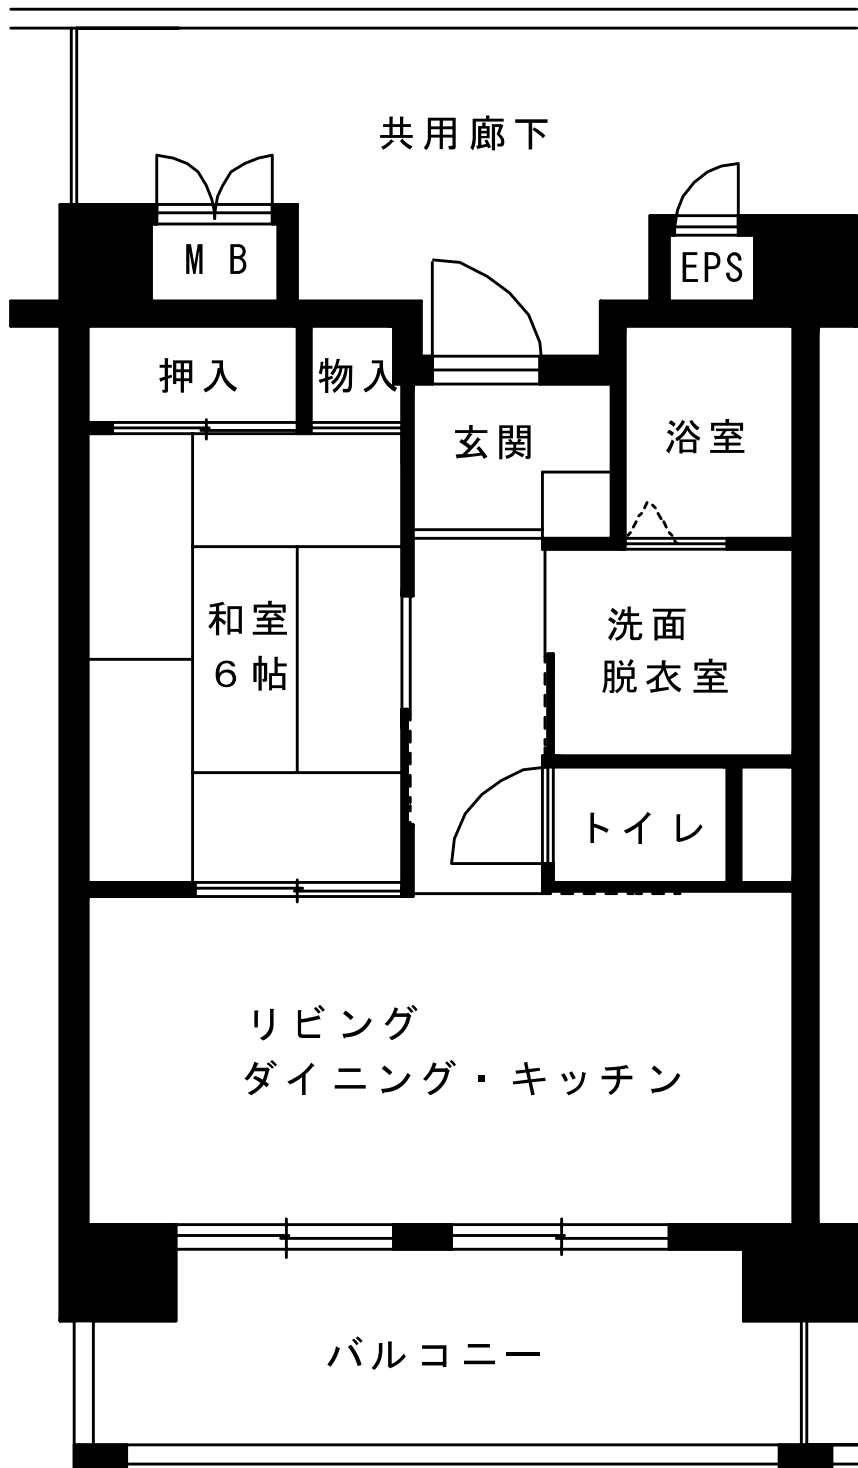 共用廊下
MB
EPS
押入
物入
玄関
浴室
和室
6帖
洗面
脱衣室
トイレ
リビング
ダイニング・キッチン
バルコニー